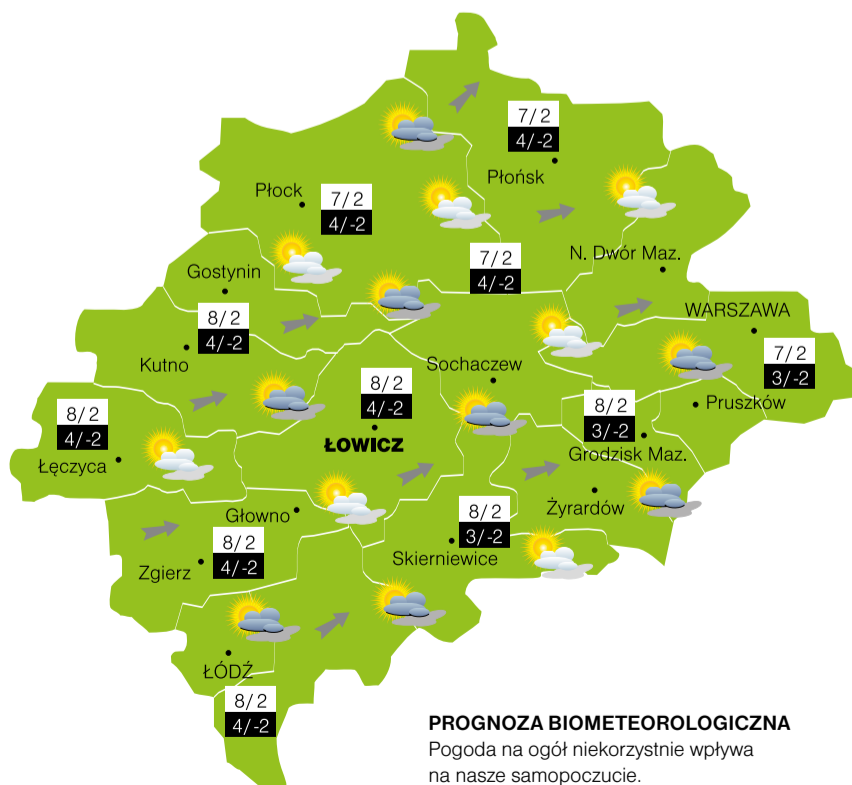 7/ 2
4/ -2
Płońsk
Płock
7/ 2
4/ -2
7/ 2
4/ -2
N. Dwór Maz.
Gostynin
8/ 2
4/ -2
Kutno
WARSZAWA
7/ 2
3/ -2
Sochaczew
8/ 2
4/ -2
ŁOWICZ
8/ 2
3/ -2
Pruszków
Grodzisk Maz.
8/ 2
4/ -2
Łęczyca
Żyrardów
Głowno
8/ 2
3/ -2
Skierniewice
8/ 2
4/ -2
Zgierz
ŁÓDŹ
8/ 2
4/ -2
PROGNOZA BIOMETEOROLOGICZNA
Pogoda na ogół niekorzystnie wpływa
na nasze samopoczucie.